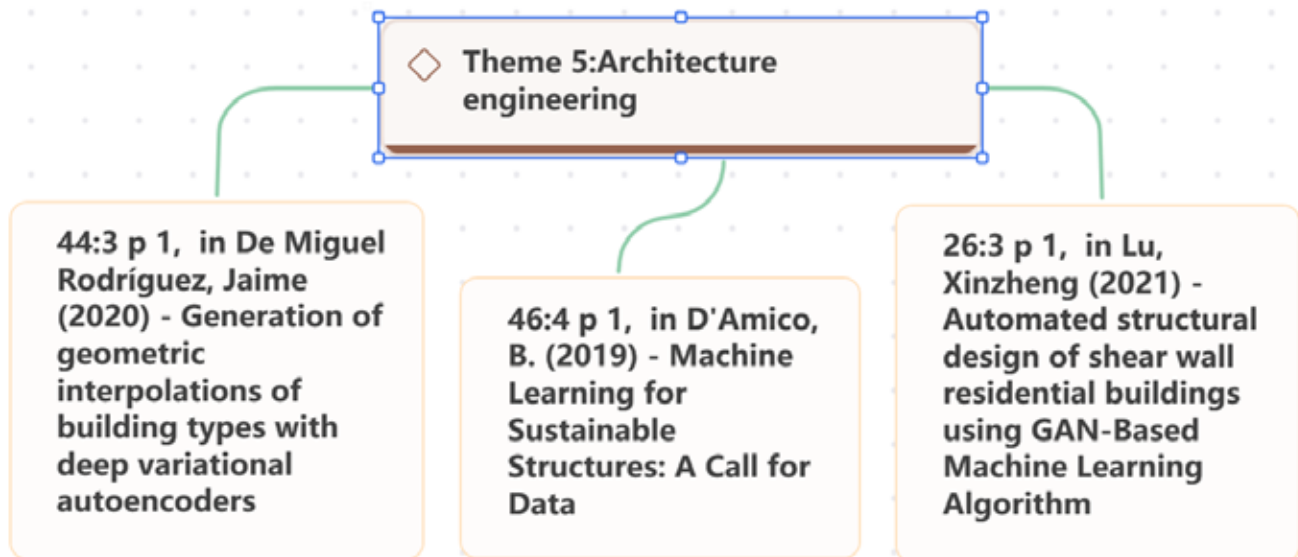 Theme 5:Architecture
engineering
44:3 p 1,  in De Miguel
Rodríguez, Jaime
(2020) - Generation of
geometric
interpolations of
building types with
deep variational
autoencoders
46:4 p 1,  in D'Amico,
B. (2019) - Machine
Learning for
Sustainable
Structures: A Call for
Data
26:3 p 1,  in Lu,
Xinzheng (2021) -
Automated structural
design of shear wall
residential buildings
using GAN-Based
Machine Learning
Algorithm